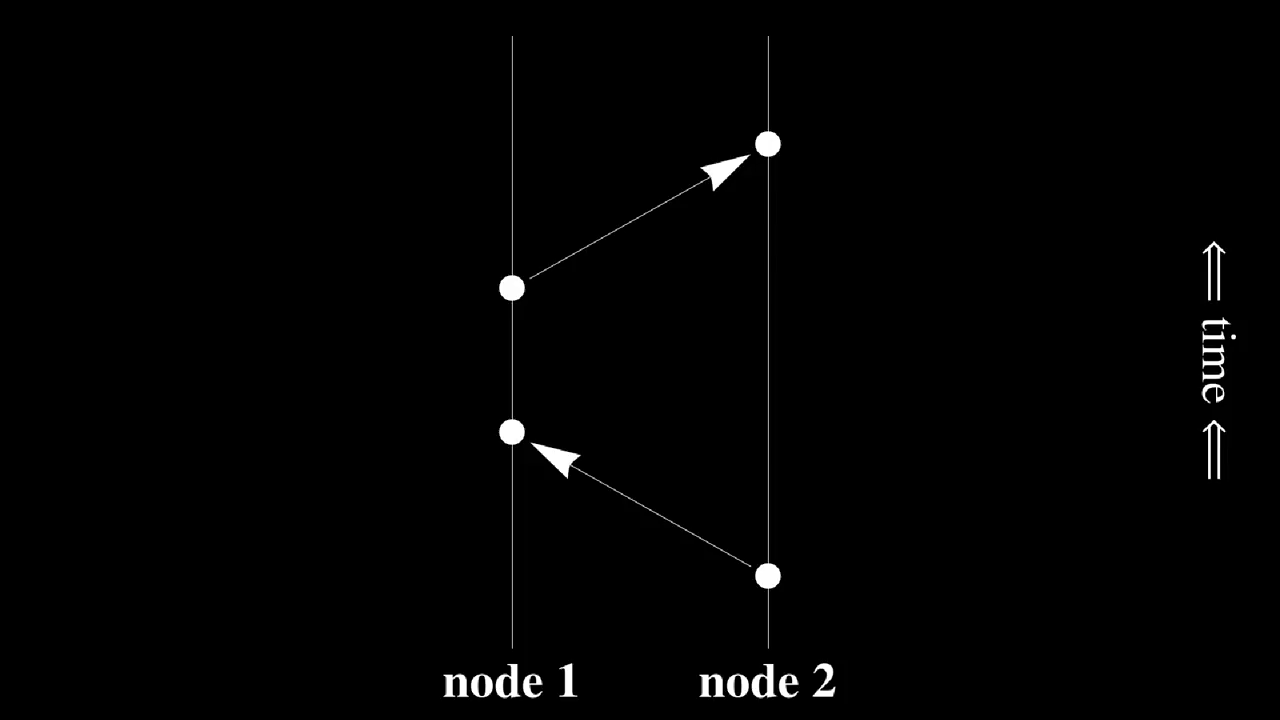 ⇐ time ⇐
node 1
node 2